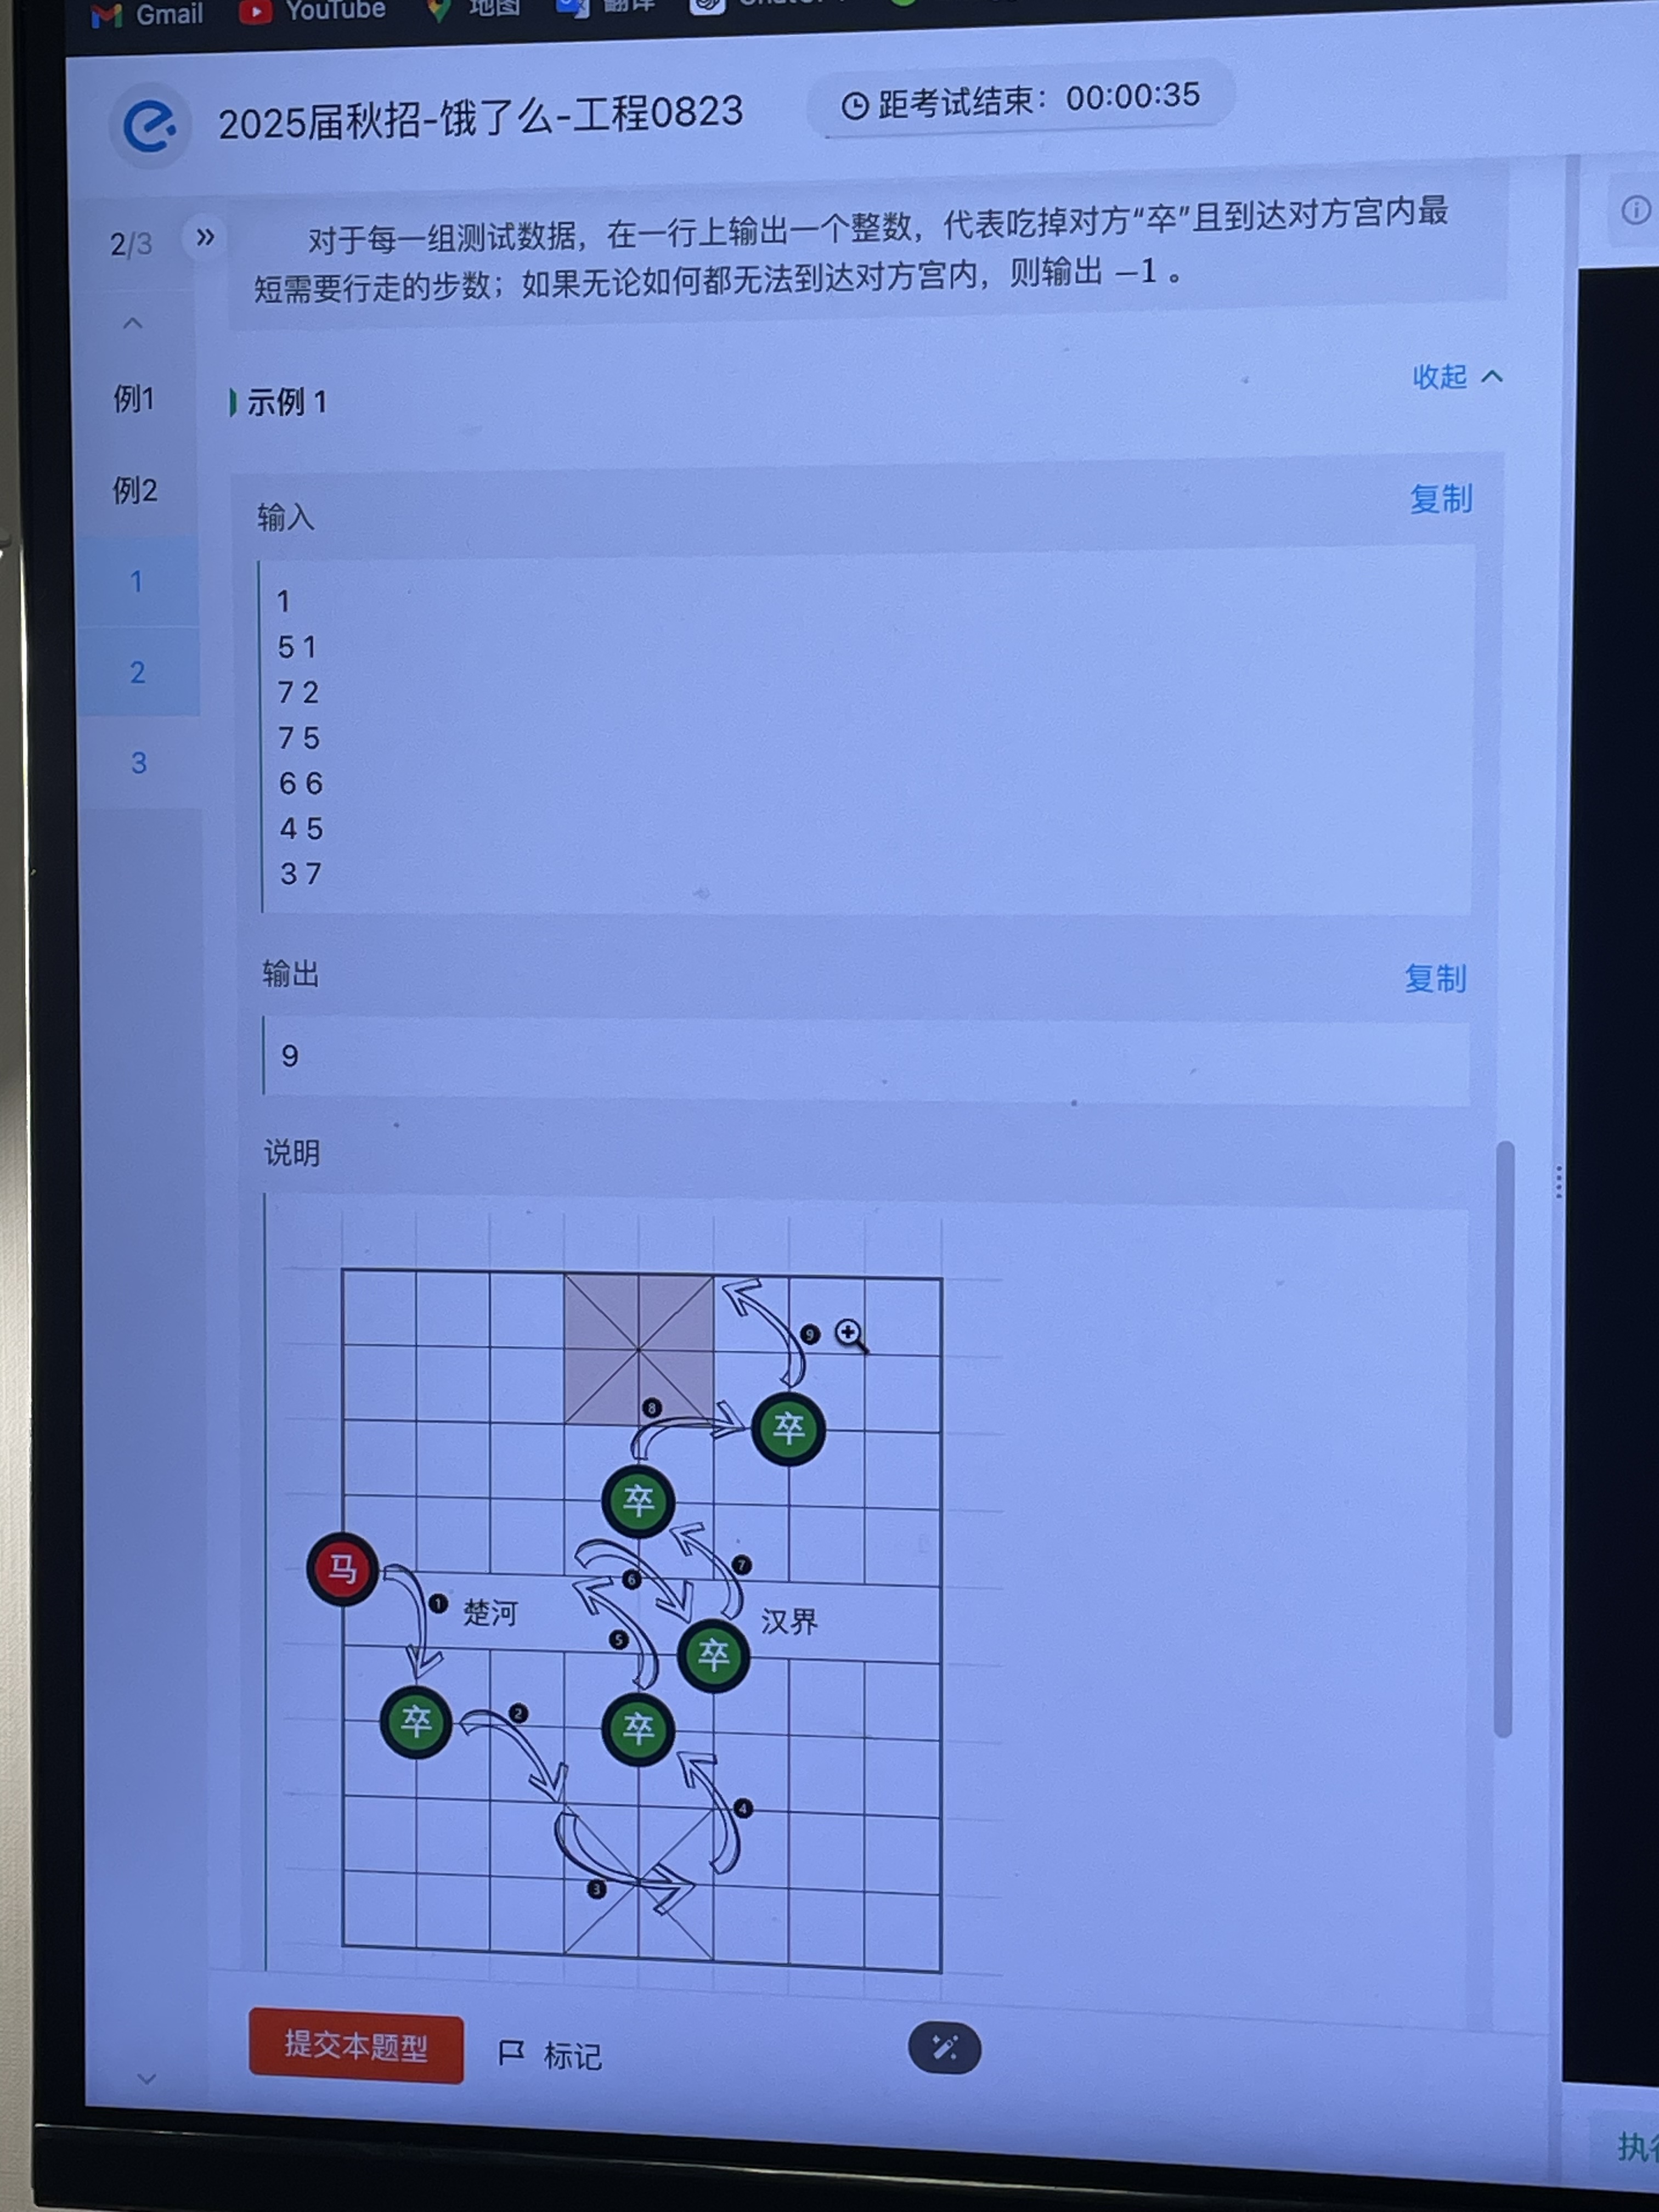 Gmail
YouTube
地图
翻译
2025届秋招-饿了么-工程0823
距考试结束：00:00:35
2/3
»
对于每一组测试数据，在一行上输出一个整数，代表吃掉对方“卒”且到达对方宫内最
短需要行走的步数；如果无论如何都无法到达对方宫内，则输出 −1 。
例1
例2
1
2
3
示例 1
收起
输入
复制
1
5 1
7 2
7 5
6 6
4 5
3 7
输出
复制
9
说明
9
8
卒
卒
马
7
6
1
楚河
5
汉界
卒
卒
2
卒
4
3
提交本题型
标记